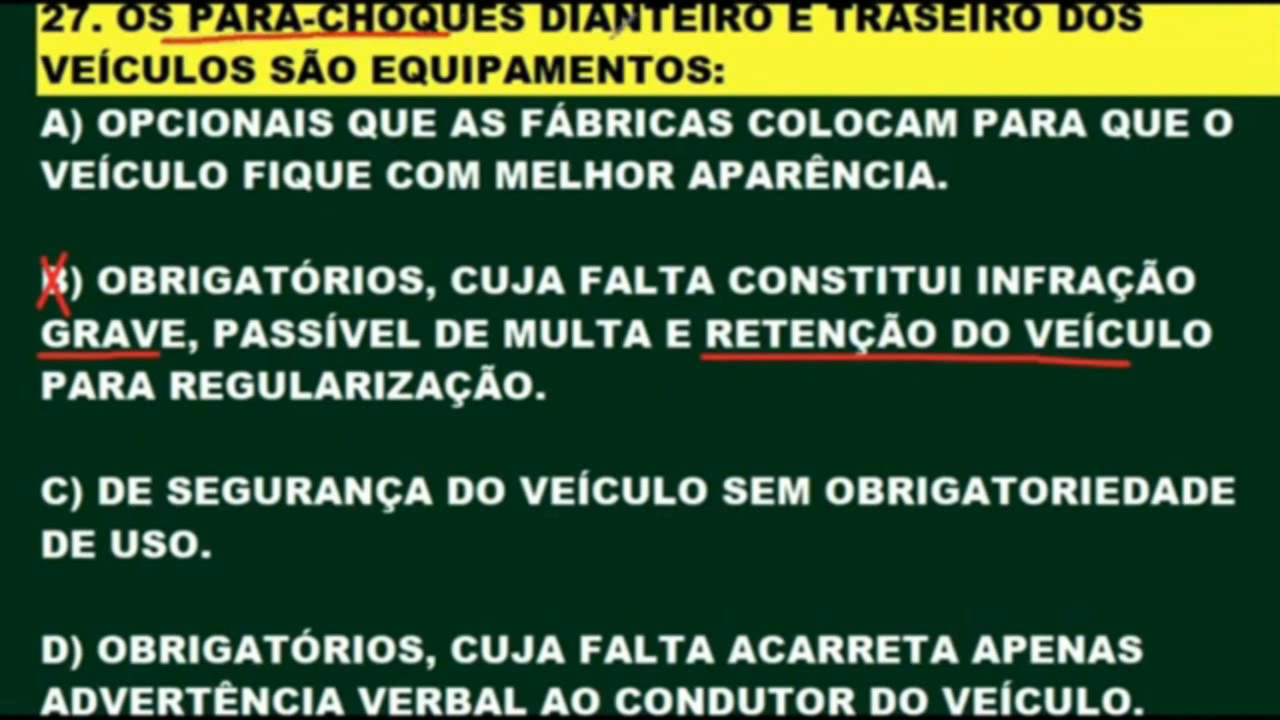 27. OS PARA-CHOQUES DIANTEIRO E TRASEIRO DOS
VEÍCULOS SÃO EQUIPAMENTOS:
A) OPCIONAIS QUE AS FÁBRICAS COLOCAM PARA QUE O
VEÍCULO FIQUE COM MELHOR APARÊNCIA.
B) OBRIGATÓRIOS, CUJA FALTA CONSTITUI INFRAÇÃO
GRAVE, PASSÍVEL DE MULTA E RETENÇÃO DO VEÍCULO
PARA REGULARIZAÇÃO.
C) DE SEGURANÇA DO VEÍCULO SEM OBRIGATORIEDADE
DE USO.
D) OBRIGATÓRIOS, CUJA FALTA ACARRETA APENAS
ADVERTÊNCIA VERBAL AO CONDUTOR DO VEÍCULO.